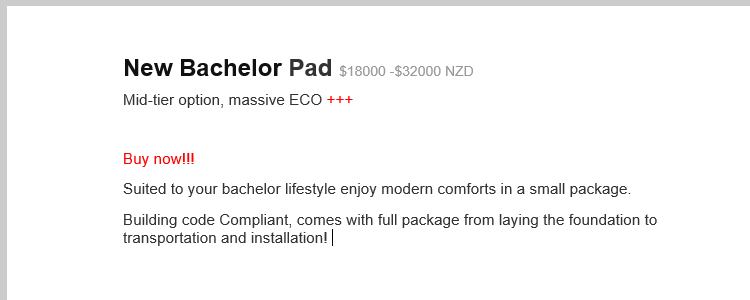 New Bachelor Pad $18000 -$32000 NZD
Mid-tier option, massive ECO +++
Buy now!!!
Suited to your bachelor lifestyle enjoy modern comforts in a small package.
Building code Compliant, comes with full package from laying the foundation to
transportation and installation!